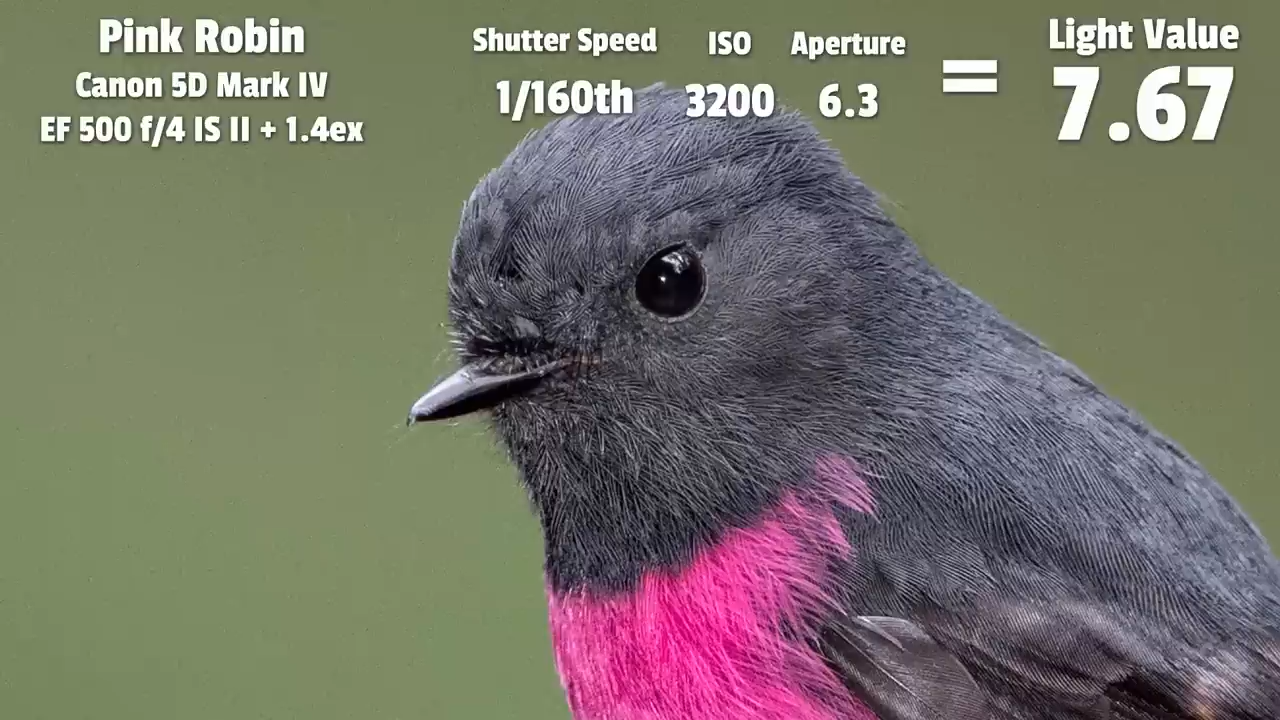 Pink Robin
Canon 5D Mark IV
EF 500 f/4 IS II + 1.4ex
Shutter Speed ISO Aperture
1/160th 3200 6.3
=
Light Value
7.67